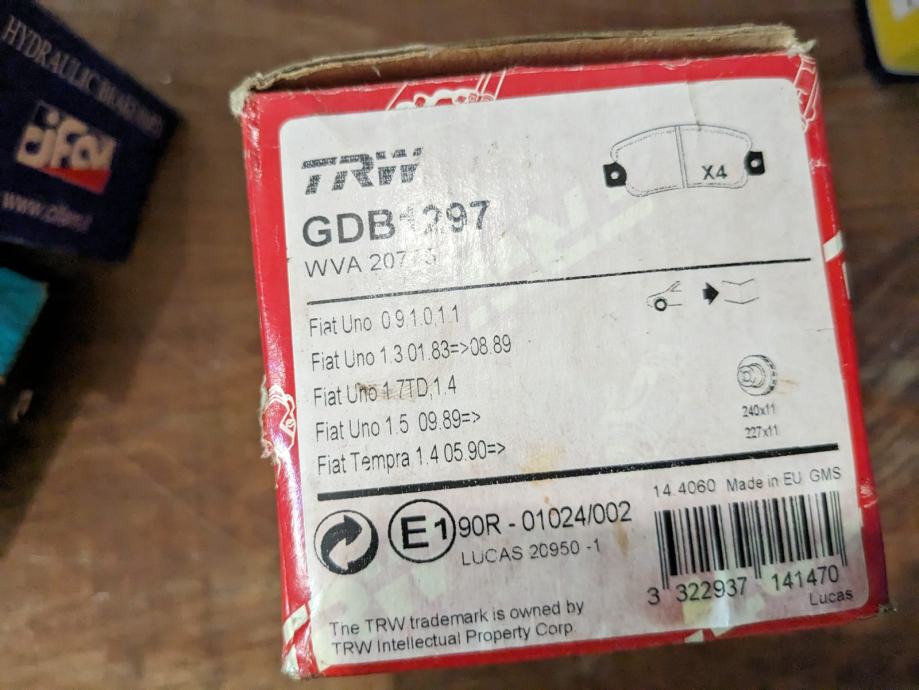 HYDRAULIC
cifam
TRW
X4
GDB1297
WVA
Fiat Uno 0.9,1.0,1.1
Fiat Uno 1.3 01.83=>08.89
Fiat Uno 1.7TD,1.4
Fiat Uno 1.5 09.89=>
Fiat Tempra 1.4 05.90=>
240x11
227x11
14.4060 Made in EU GMS
E1 90R - 01024/002
LUCAS 20950 -1
3 322937 141470
Lucas
The TRW trademark is owned by
TRW Intellectual Property Corp.